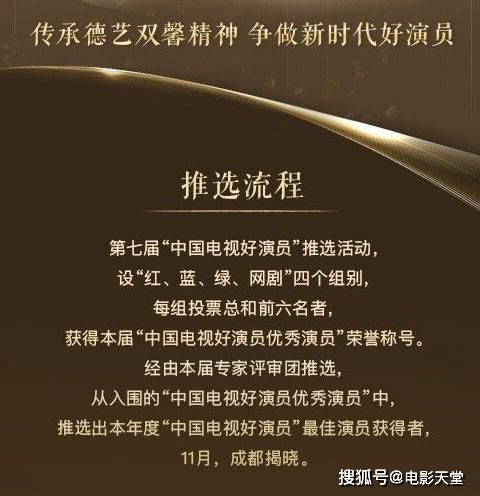 传承德艺双馨精神 争做新时代好演员
推选流程
第七届“中国电视好演员”推选活动，
设“红、蓝、绿、网剧”四个组别，
每组投票总和前六名者，
获得本届“中国电视好演员优秀演员”荣誉称号。
经由本届专家评审团推选，
从入围的“中国电视好演员优秀演员”中，
推选出本年度“中国电视好演员”最佳演员获得者，
11月，成都揭晓。
搜狐号@电影天堂